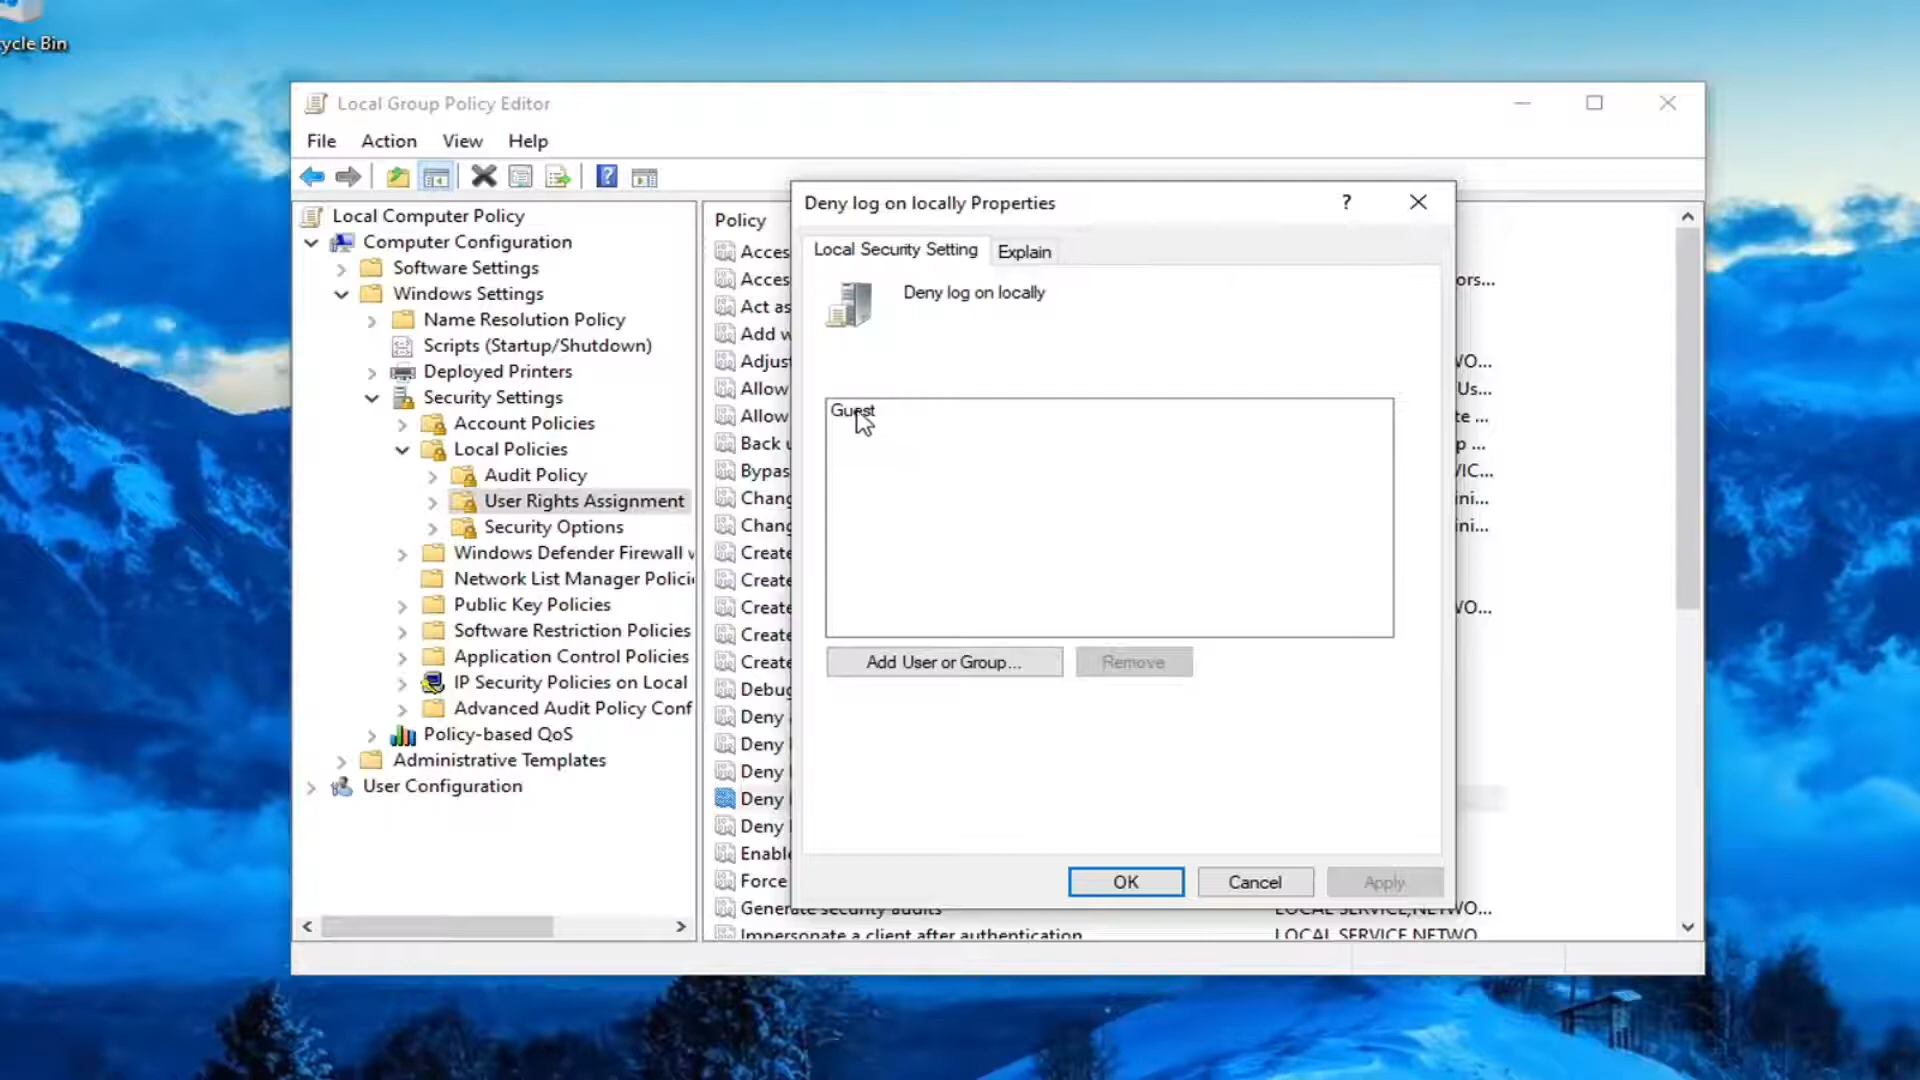 ycle Bin
Local Group Policy Editor
File Action View Help
Local Computer Policy
Computer Configuration
Software Settings
Windows Settings
Name Resolution Policy
Scripts (Startup/Shutdown)
Deployed Printers
Security Settings
Account Policies
Local Policies
Audit Policy
User Rights Assignment
Security Options
Windows Defender Firewall w
Network List Manager Polici
Public Key Policies
Software Restriction Policies
Application Control Policies
IP Security Policies on Local
Advanced Audit Policy Conf
Policy-based QoS
Administrative Templates
User Configuration
Policy
Acces
Acces
Act as
Add w
Adjust
Allow
Allow
Back u
Bypas
Chang
Chang
Create
Create
Create
Create
Create
Debug
Deny
Deny
Deny
Deny
Deny
Enable
Force
Generate security audits LOCAL SERVICE,NETWO...
Impersonate a client after authentication LOCAL SERVICE,NETWO
ors...
VO...
Us...
te ...
p ...
VIC...
ni...
ni...
VO...
Deny log on locally Properties ?
Local Security Setting Explain
Deny log on locally
Guest
Add User or Group... Remove
OK Cancel Apply